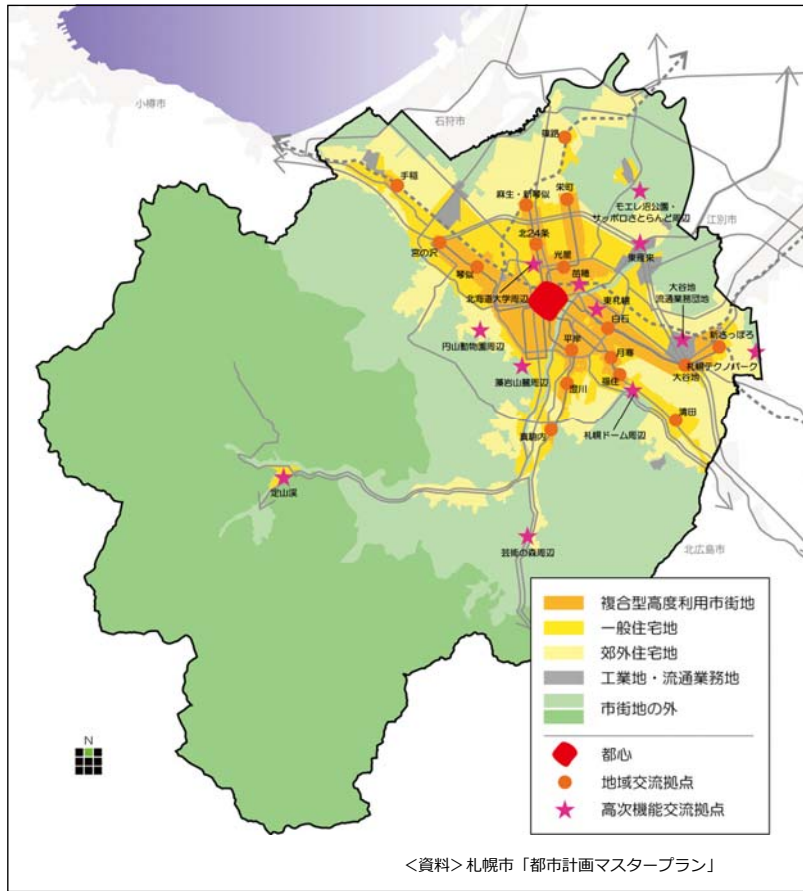 小樽市
石狩市
篠路
手稲
麻生・新琴似
栄町
モエレ沼公園・
サッポロさとらんど周辺
江別市
北24条
宮の沢
光星
苗穂
東雁来
琴似
北海道大学周辺
東札幌
大谷地
流通業務団地
白石
新さっぽろ
円山動物園周辺
平岸
月寒
札幌テクノパーク
藻岩山麓周辺
福住
大谷地
澄川
清田
真駒内
札幌ドーム周辺
定山渓
芸術の森周辺
北広島市
複合型高度利用市街地
一般住宅地
郊外住宅地
工業地・流通業務地
市街地の外
N
都心
地域交流拠点
高次機能交流拠点
<資料>札幌市「都市計画マスタープラン」